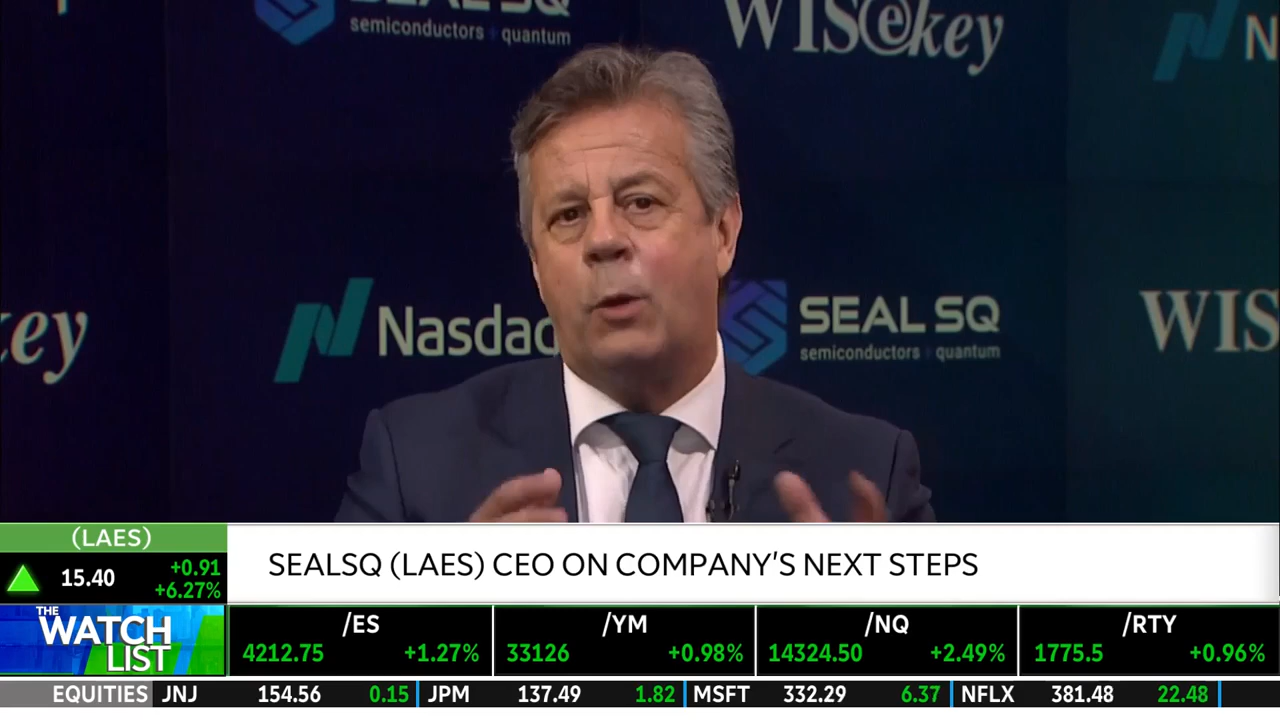 SEAL SQ
semiconductors quantum
WISekey
N
key
Nasdaq
SEAL SQ
semiconductors quantum
WIS
(LAES)
15.40
+0.91
+6.27%
SEALSQ (LAES) CEO ON COMPANY'S NEXT STEPS
THE
WATCH
LIST
/ES
4212.75 +1.27%
/YM
33126 +0.98%
/NQ
14324.50 +2.49%
/RTY
1775.5 +0.96%
EQUITIES JNJ 154.56 0.15 JPM 137.49 1.82 MSFT 332.29 6.37 NFLX 381.48 22.48